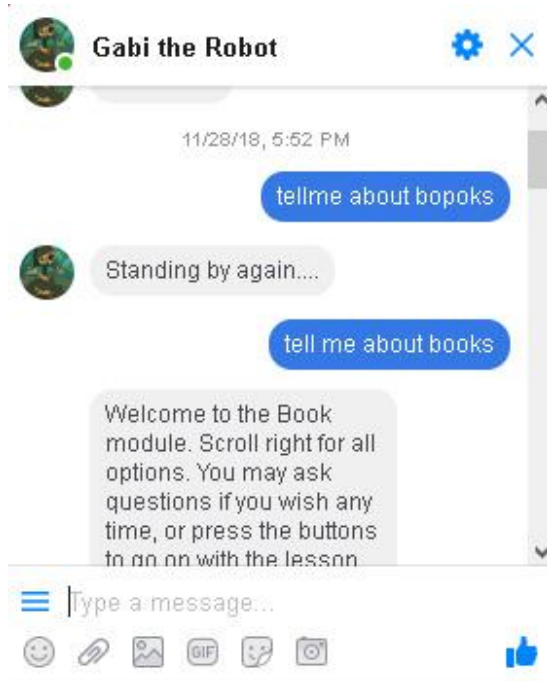 Gabi the Robot
11/28/18, 5:52 PM
tellme about bopoks
Standing by again....
tell me about books
Welcome to the Book
module. Scroll right for all
options. You may ask
questions if you wish any
time, or press the buttons
to go on with the lesson
Type a message...
GIF